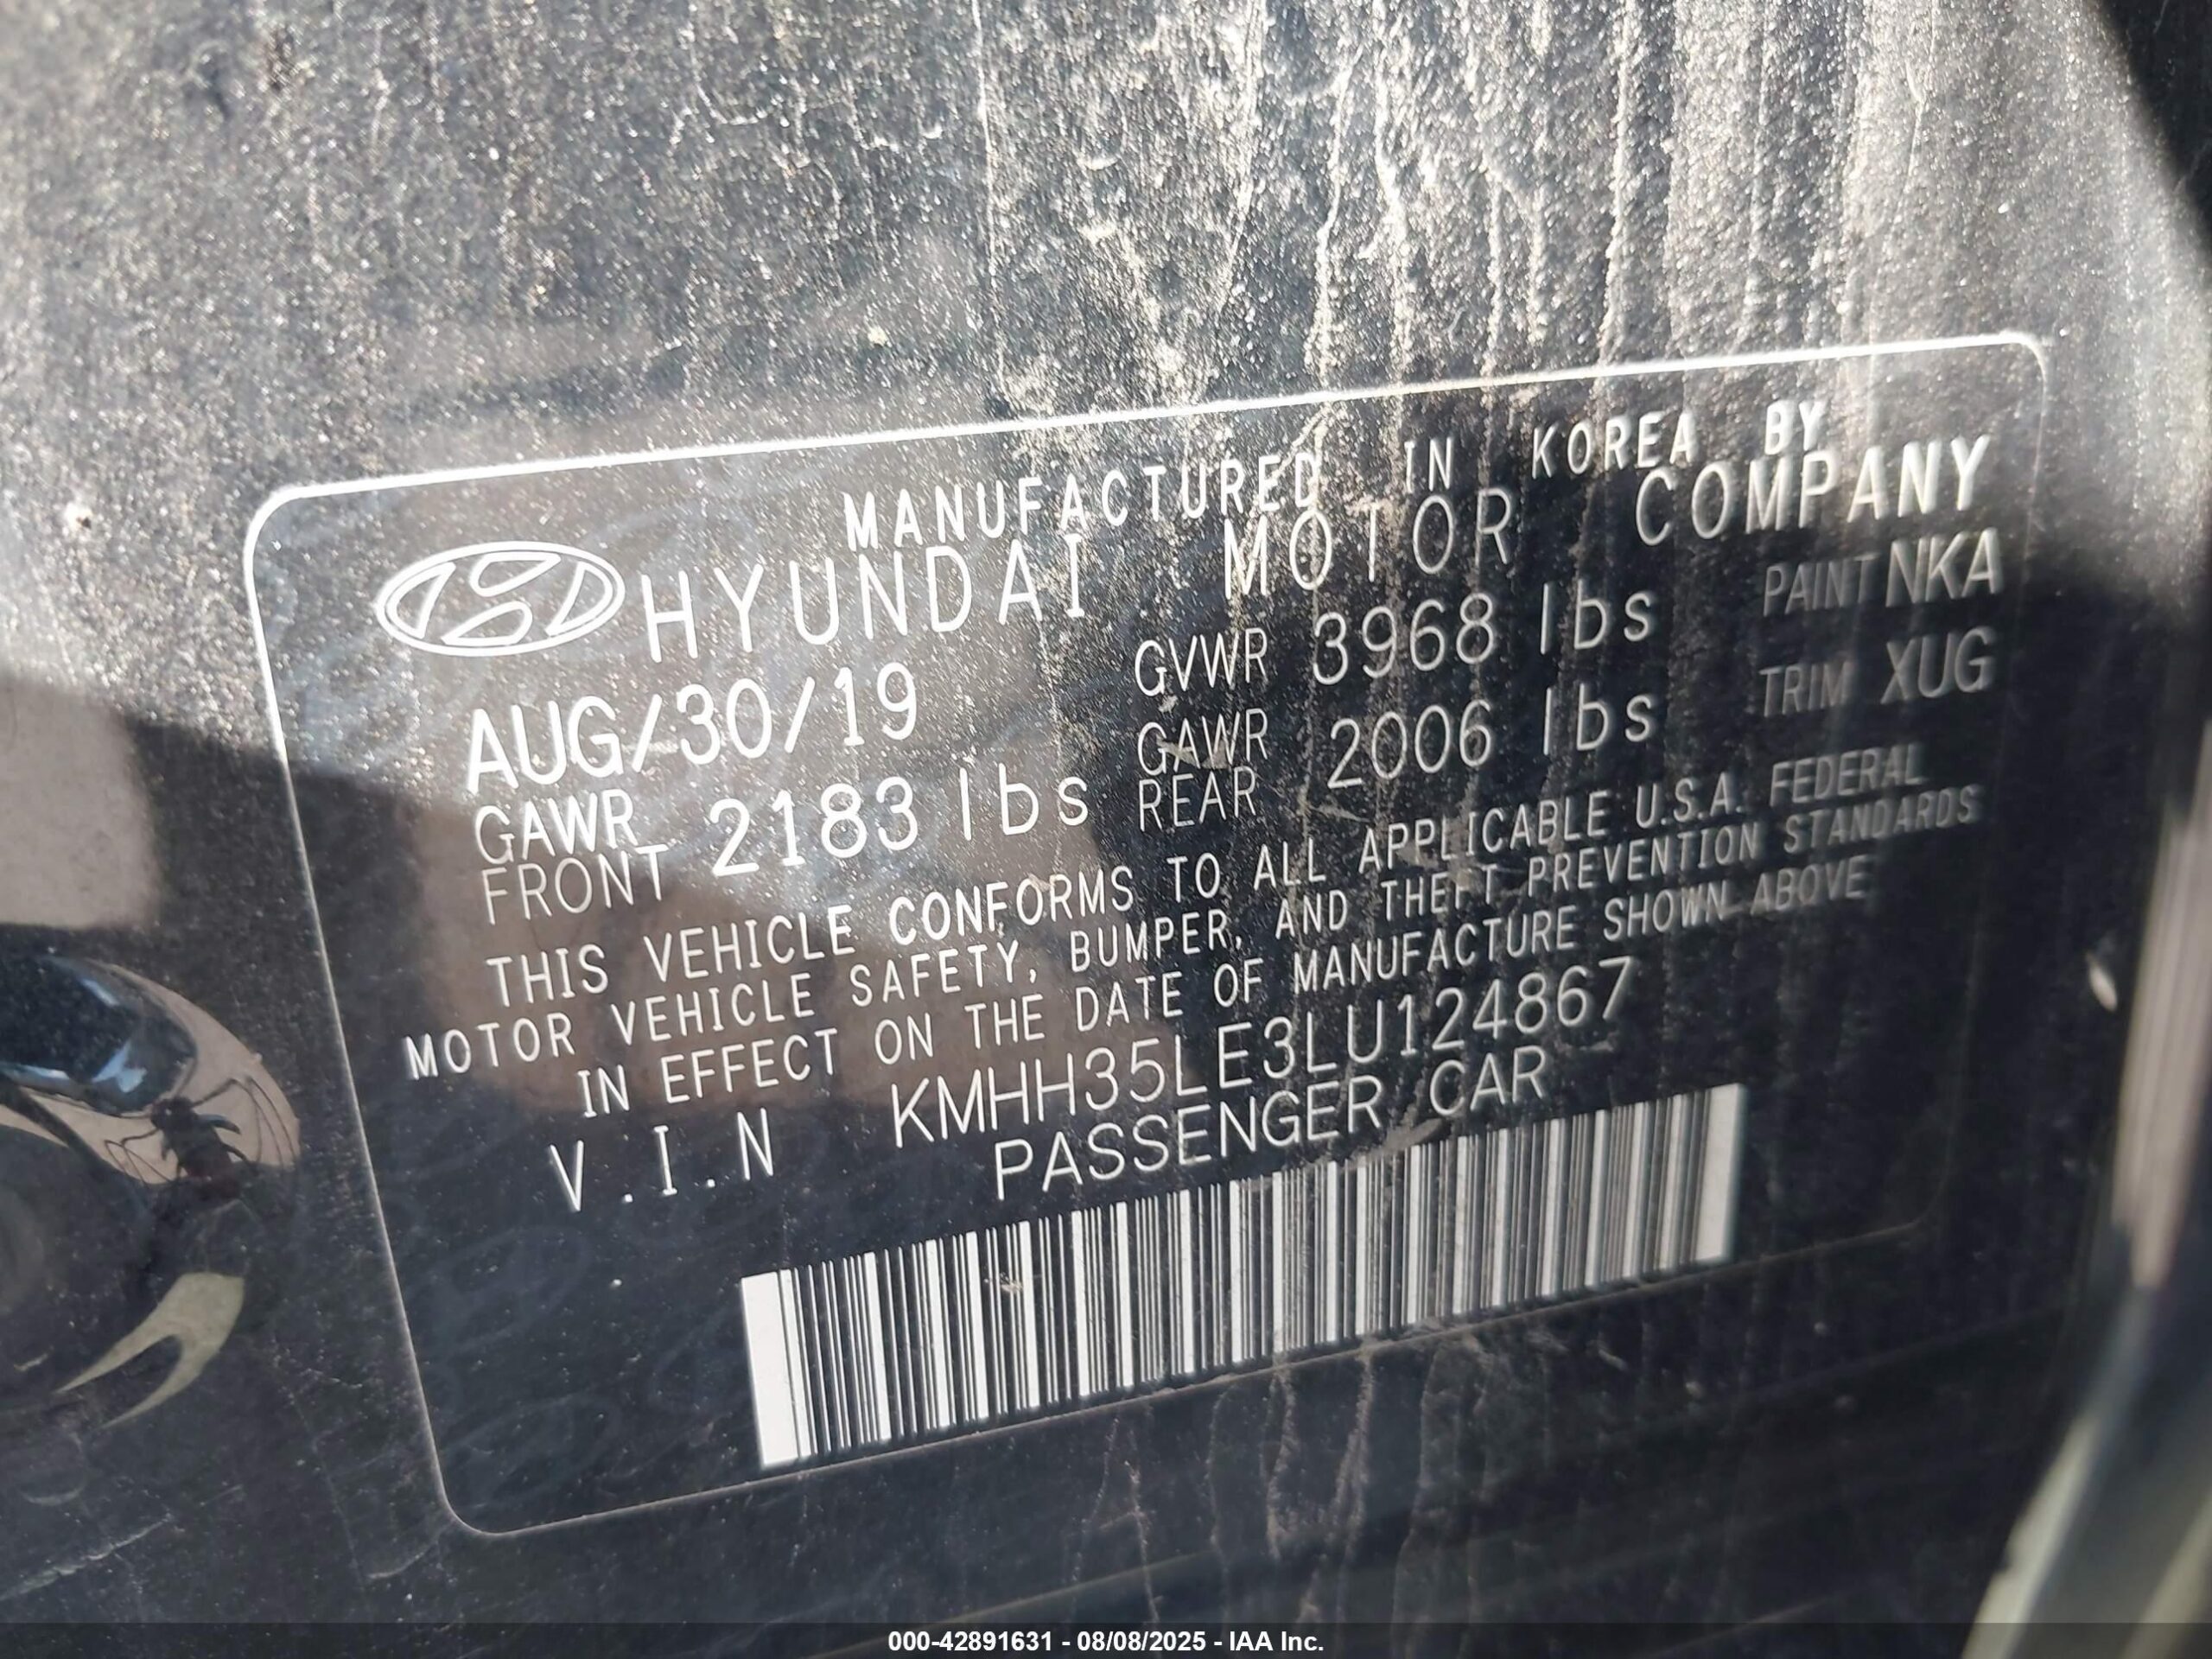 MANUFACTURED IN KOREA BY
HYUNDAI MOTOR COMPANY
AUG/30/19 GVWR 3968 lbs PAINT NKA
GAWR FRONT 2183 lbs GAWR REAR 2006 lbs TRIM XUG
THIS VEHICLE CONFORMS TO ALL APPLICABLE U.S.A. FEDERAL
MOTOR VEHICLE SAFETY, BUMPER, AND THEFT PREVENTION STANDARDS
IN EFFECT ON THE DATE OF MANUFACTURE SHOWN ABOVE
V.I.N KMHH35LE3LU124867
PASSENGER CAR
000-42891631 - 08/08/2025 - IAA Inc.